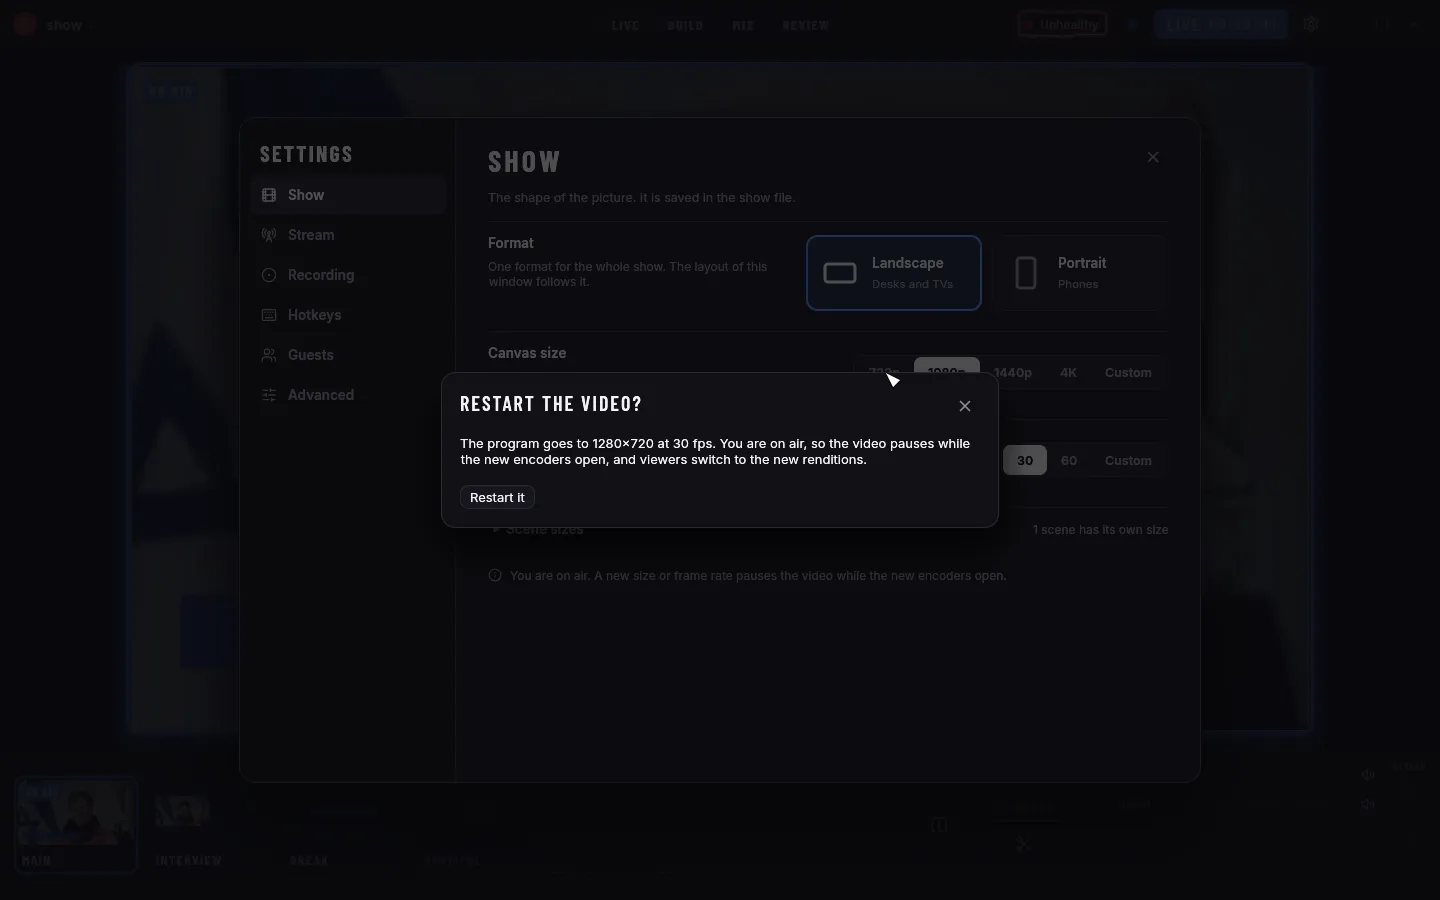 show
LIVE
BUILD
MIX
REVIEW
Unhealthy
LIVE
SETTINGS
Show
Stream
Recording
Hotkeys
Guests
Advanced
SHOW
The shape of the picture. It is saved in the show file.
Format
One format for the whole show. The layout of this
window follows it.
Landscape
Desks and TVs
Portrait
Phones
Canvas size
720p
1080p
1440p
4K
Custom
RESTART THE VIDEO?
The program goes to 1280×720 at 30 fps. You are on air, so the video pauses while
the new encoders open, and viewers switch to the new renditions.
Restart it
30
60
Custom
Scene sizes
1 scene has its own size
You are on air. A new size or frame rate pauses the video while the new encoders open.
MAIN
INTERVIEW
BREAK